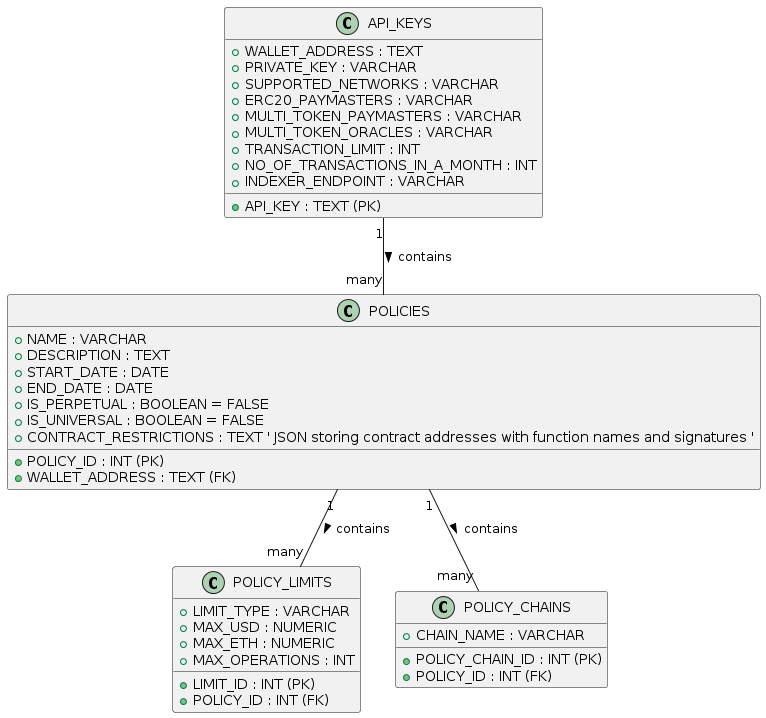 C API_KEYS
WALLET_ADDRESS : TEXT
PRIVATE_KEY : VARCHAR
SUPPORTED_NETWORKS : VARCHAR
ERC20_PAYMASTERS : VARCHAR
MULTI_TOKEN_PAYMASTERS : VARCHAR
MULTI_TOKEN_ORACLES : VARCHAR
TRANSACTION_LIMIT : INT
NO_OF_TRANSACTIONS_IN_A_MONTH : INT
INDEXER_ENDPOINT : VARCHAR
API_KEY : TEXT (PK)
1
contains
many
C POLICIES
NAME : VARCHAR
DESCRIPTION : TEXT
START_DATE : DATE
END_DATE : DATE
IS_PERPETUAL : BOOLEAN = FALSE
IS_UNIVERSAL : BOOLEAN = FALSE
CONTRACT_RESTRICTIONS : TEXT ' JSON storing contract addresses with function names and signatures '
POLICY_ID : INT (PK)
WALLET_ADDRESS : TEXT (FK)
1
contains
many
1
contains
many
C POLICY_LIMITS
LIMIT_TYPE : VARCHAR
MAX_USD : NUMERIC
MAX_ETH : NUMERIC
MAX_OPERATIONS : INT
LIMIT_ID : INT (PK)
POLICY_ID : INT (FK)
C POLICY_CHAINS
CHAIN_NAME : VARCHAR
POLICY_CHAIN_ID : INT (PK)
POLICY_ID : INT (FK)